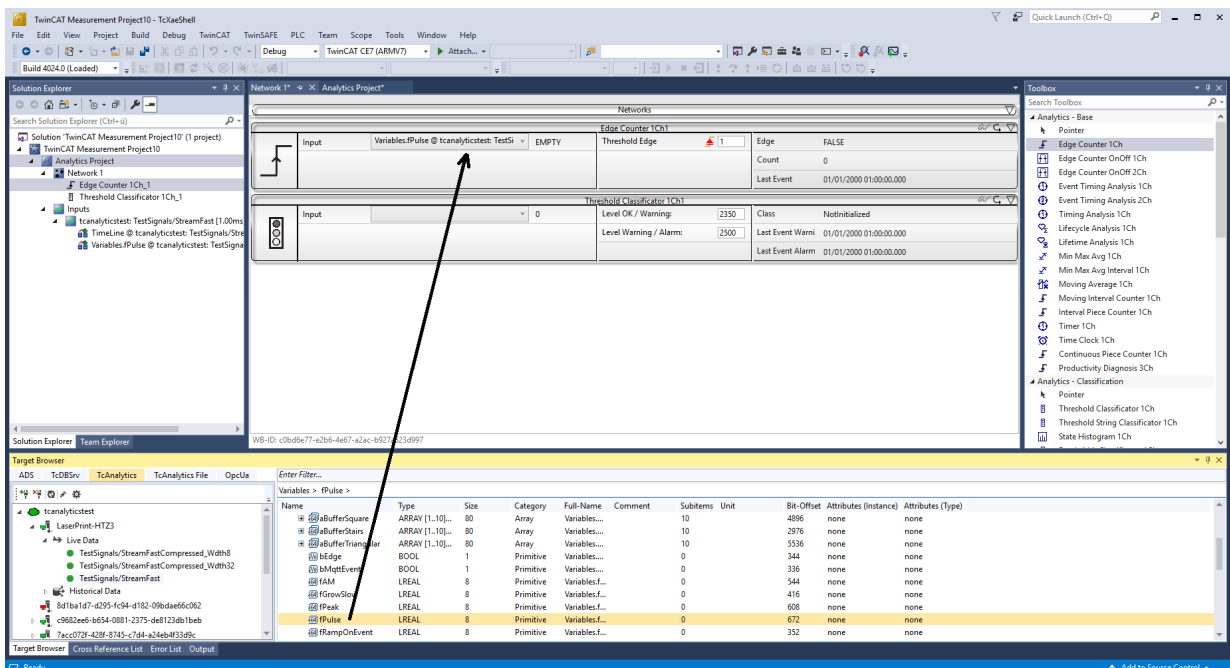 TwinCAT Measurement Project10 - TcXaeShell
Quick Launch (Ctrl+Q)
File Edit View Project Build Debug TwinCAT TwinSAFE PLC Team Scope Tools Window Help
Debug TwinCAT CE7 (ARMV7) Attach...
Build 4024.0 (Loaded)
Solution Explorer
Search Solution Explorer (Ctrl+ü)
Solution 'TwinCAT Measurement Project10' (1 project)
TwinCAT Measurement Project10
Analytics Project
Network 1
Edge Counter 1Ch_1
Threshold Classificator 1Ch_1
Inputs
tcanalyticstest: TestSignals/StreamFast [1.00ms
TimeLine @ tcanalyticstest: TestSignals/Stre
Variables.fPulse @ tcanalyticstest: TestSigna
Solution Explorer Team Explorer
Network 1* Analytics Project*
Networks
Edge Counter 1Ch1
Input Variables.fPulse @ tcanalyticstest: TestSi EMPTY Threshold Edge 1 Edge FALSE
Count 0
Last Event 01/01/2000 01:00:00.000
Threshold Classificator 1Ch1
Input 0 Level OK / Warning: 2350 Class NotInitialized
Level Warning / Alarm: 2500 Last Event Warni 01/01/2000 01:00:00.000
Last Event Alarm 01/01/2000 01:00:00.000
Toolbox
Search Toolbox
Analytics - Base
Pointer
Edge Counter 1Ch
Edge Counter OnOff 1Ch
Edge Counter OnOff 2Ch
Event Timing Analysis 1Ch
Event Timing Analysis 2Ch
Timing Analysis 1Ch
Lifecycle Analysis 1Ch
Lifetime Analysis 1Ch
Min Max Avg 1Ch
Min Max Avg Interval 1Ch
Moving Average 1Ch
Moving Interval Counter 1Ch
Interval Piece Counter 1Ch
Timer 1Ch
Time Clock 1Ch
Continuous Piece Counter 1Ch
Productivity Diagnosis 3Ch
Analytics - Classification
Pointer
Threshold Classificator 1Ch
Threshold String Classificator 1Ch
State Histogram 1Ch
Target Browser
ADS TcDBSrv TcAnalytics TcAnalytics File OpcUa
tcanalyticstest
LaserPrint-HTZ3
Live Data
TestSignals/StreamFastCompressed_Wdth8
TestSignals/StreamFastCompressed_Wdth32
TestSignals/StreamFast
Historical Data
8d1ba1d7-d295-fc94-d182-09bdae66c062
c9682ee6-b654-0881-2375-de8123db1beb
7acc072f-428f-8745-c7d4-a24eb4f33d9c
Enter Filter...
Variables > fPulse >
Name Type Size Category Full-Name Comment Subitems Unit Bit-Offset Attributes (Instance) Attributes (Type)
aBufferSquare ARRAY [1..10]... 80 Array Variables.... 10 4896 none none
aBufferStairs ARRAY [1..10]... 80 Array Variables.... 10 2976 none none
aBufferTriangular ARRAY [1..10]... 80 Array Variables.... 10 5536 none none
bEdge BOOL 1 Primitive Variables.... 0 344 none none
bMqttEvent BOOL 1 Primitive Variables.... 0 336 none none
fAM LREAL 8 Primitive Variables.f... 0 544 none none
fGrowSlow LREAL 8 Primitive Variables.f... 0 416 none none
fPeak LREAL 8 Primitive Variables.f... 0 608 none none
fPulse LREAL 8 Primitive Variables.f... 0 672 none none
fRampOnEvent LREAL 8 Primitive Variables.f... 0 352 none none
Target Browser Cross Reference List Error List Output
Ready
Add to Source Control